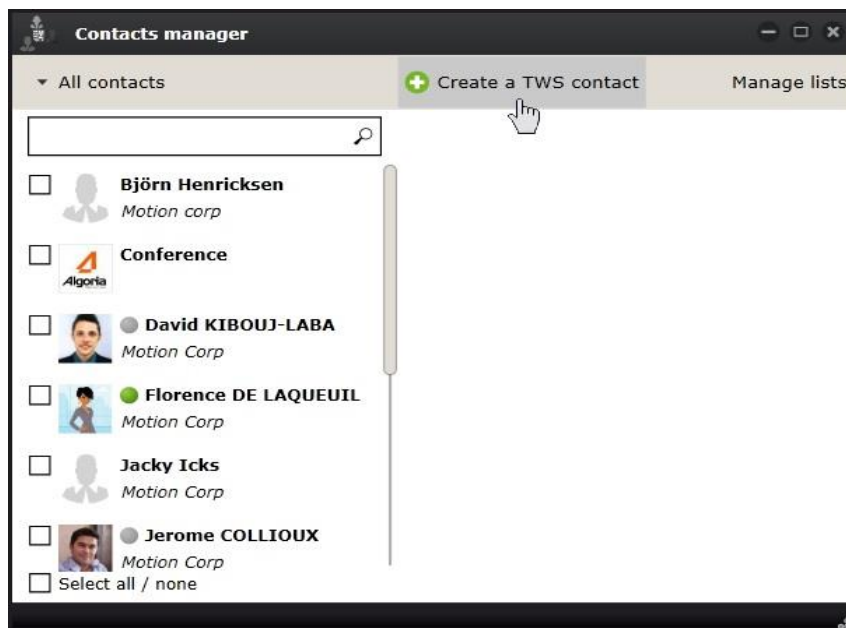 Contacts manager
All contacts
Create a TWS contact
Manage lists
Björn Henricksen
Motion corp
Conference
Algoria
David KIBOUJ-LABA
Motion Corp
Florence DE LAQUEUIL
Motion Corp
Jacky Icks
Motion Corp
Jerome COLLIOUX
Motion Corp
Select all / none